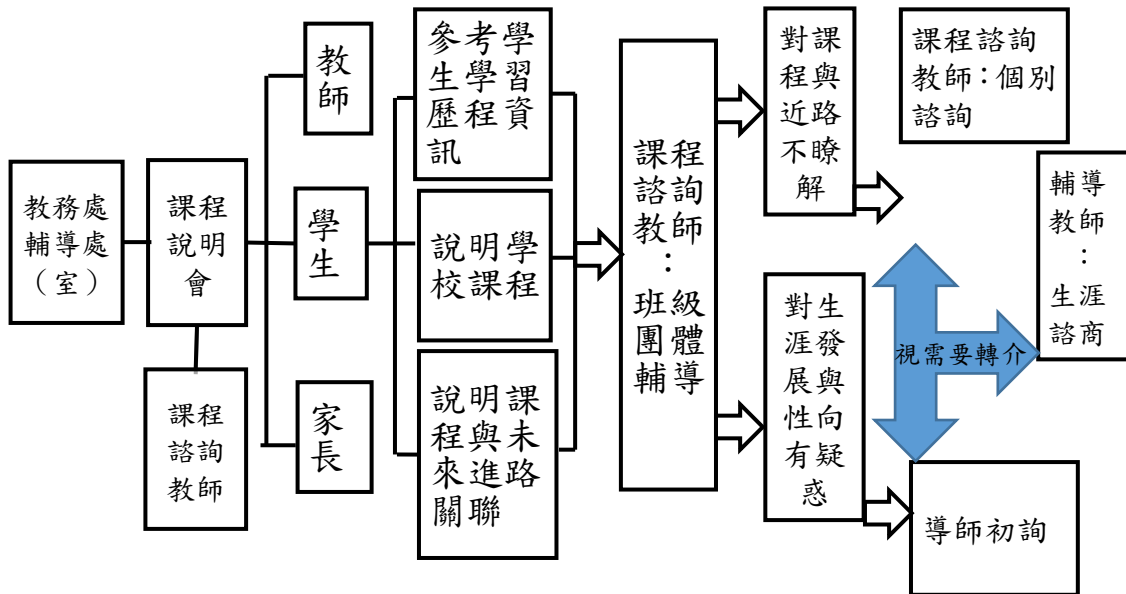 教務處
輔導處
（室）
課程
說明
會
課程
諮詢
教師
教
師
學
生
家
長
參考學
生學習
歷程資
訊
說明學
校課程
說明課
程與未
來進路
關聯
課程
諮詢
教師
：
班級
團體
輔導
對課
程與
近路
不瞭
解
對生
涯發
展與
性向
有疑
惑
課程諮詢
教師：個別
諮詢
輔導
教師
：
生涯
諮商
視需要轉介
導師初詢